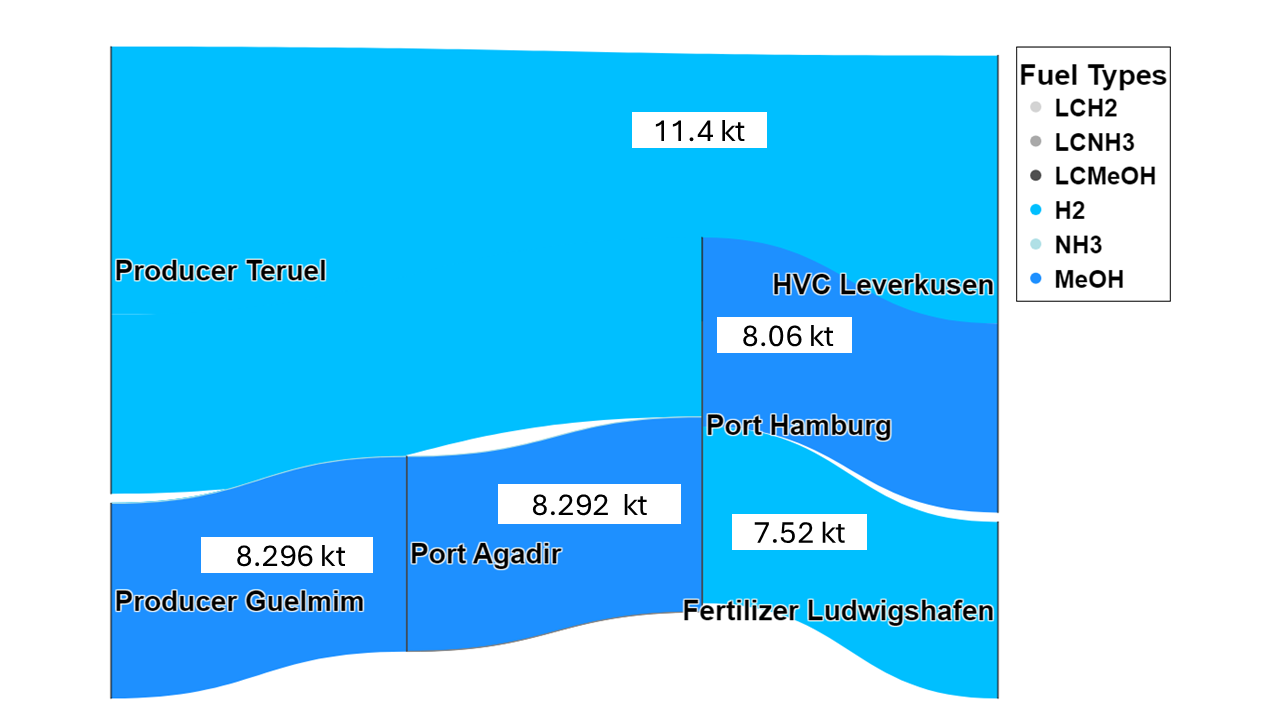 11.4 kt
Producer Teruel
HVC Leverkusen
8.06 kt
Port Hamburg
8.292 kt
7.52 kt
8.296 kt
Port Agadir
Producer Guelmim
Fertilizer Ludwigshafen
Fuel Types
LCH2
LCNH3
LCMeOH
H2
NH3
MeOH